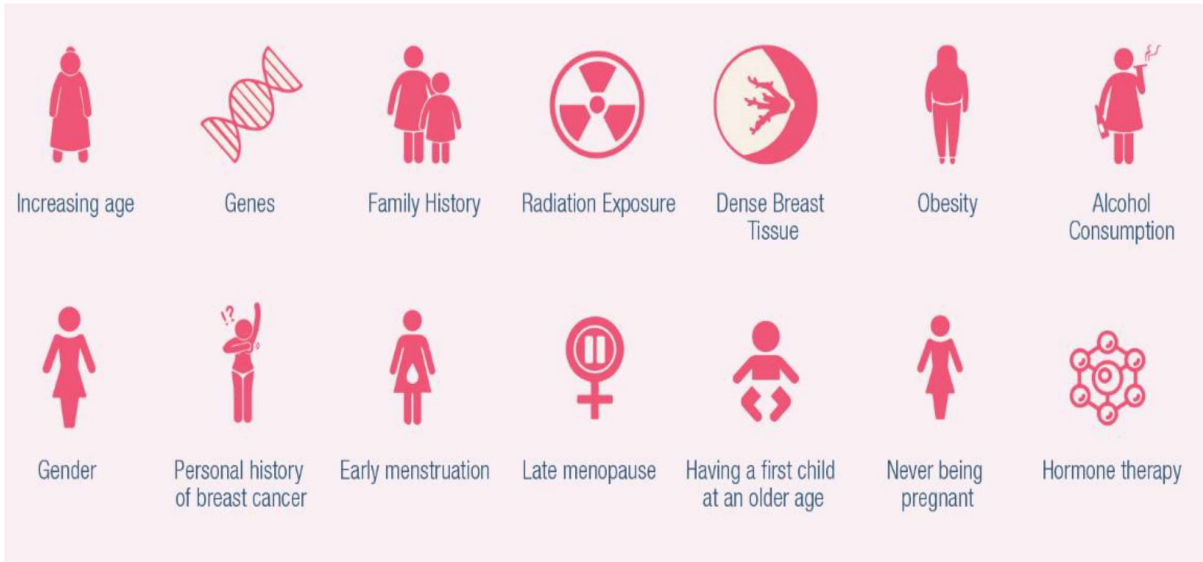 Increasing age
Genes
Family History
Radiation Exposure
Dense Breast
Tissue
Obesity
Alcohol
Consumption
!?
Gender
Personal history
of breast cancer
Early menstruation
Late menopause
Having a first child
at an older age
Never being
pregnant
Hormone therapy